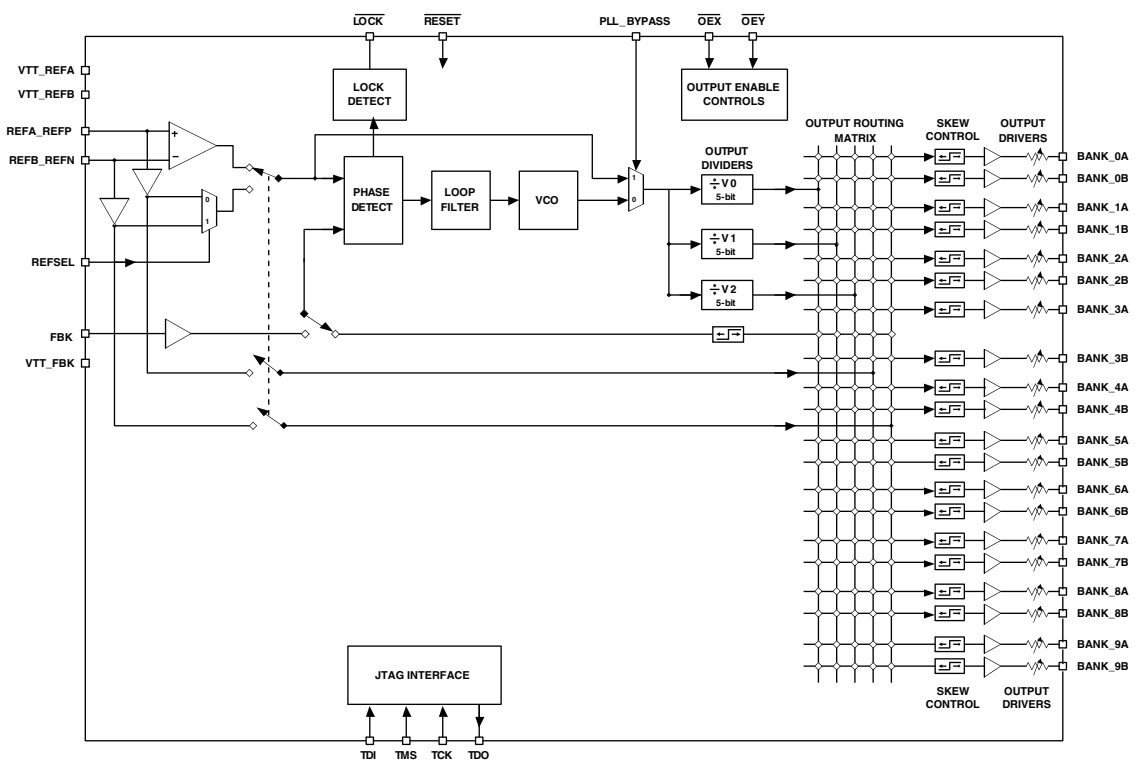 LOCK
RESET
PLL_BYPASS
OEX
OEY
VTT_REFA
VTT_REFB
REFA_REFP
REFB_REFN
REFSEL
FBK
VTT_FBK
LOCK
DETECT
OUTPUT ENABLE
CONTROLS
+
−
0
1
PHASE
DETECT
LOOP
FILTER
VCO
1
0
OUTPUT
DIVIDERS
÷V0
5-bit
÷V1
5-bit
÷V2
5-bit
OUTPUT ROUTING
MATRIX
SKEW
CONTROL
OUTPUT
DRIVERS
BANK_0A
BANK_0B
BANK_1A
BANK_1B
BANK_2A
BANK_2B
BANK_3A
BANK_3B
BANK_4A
BANK_4B
BANK_5A
BANK_5B
BANK_6A
BANK_6B
BANK_7A
BANK_7B
BANK_8A
BANK_8B
BANK_9A
BANK_9B
SKEW
CONTROL
OUTPUT
DRIVERS
JTAG INTERFACE
TDI
TMS
TCK
TDO